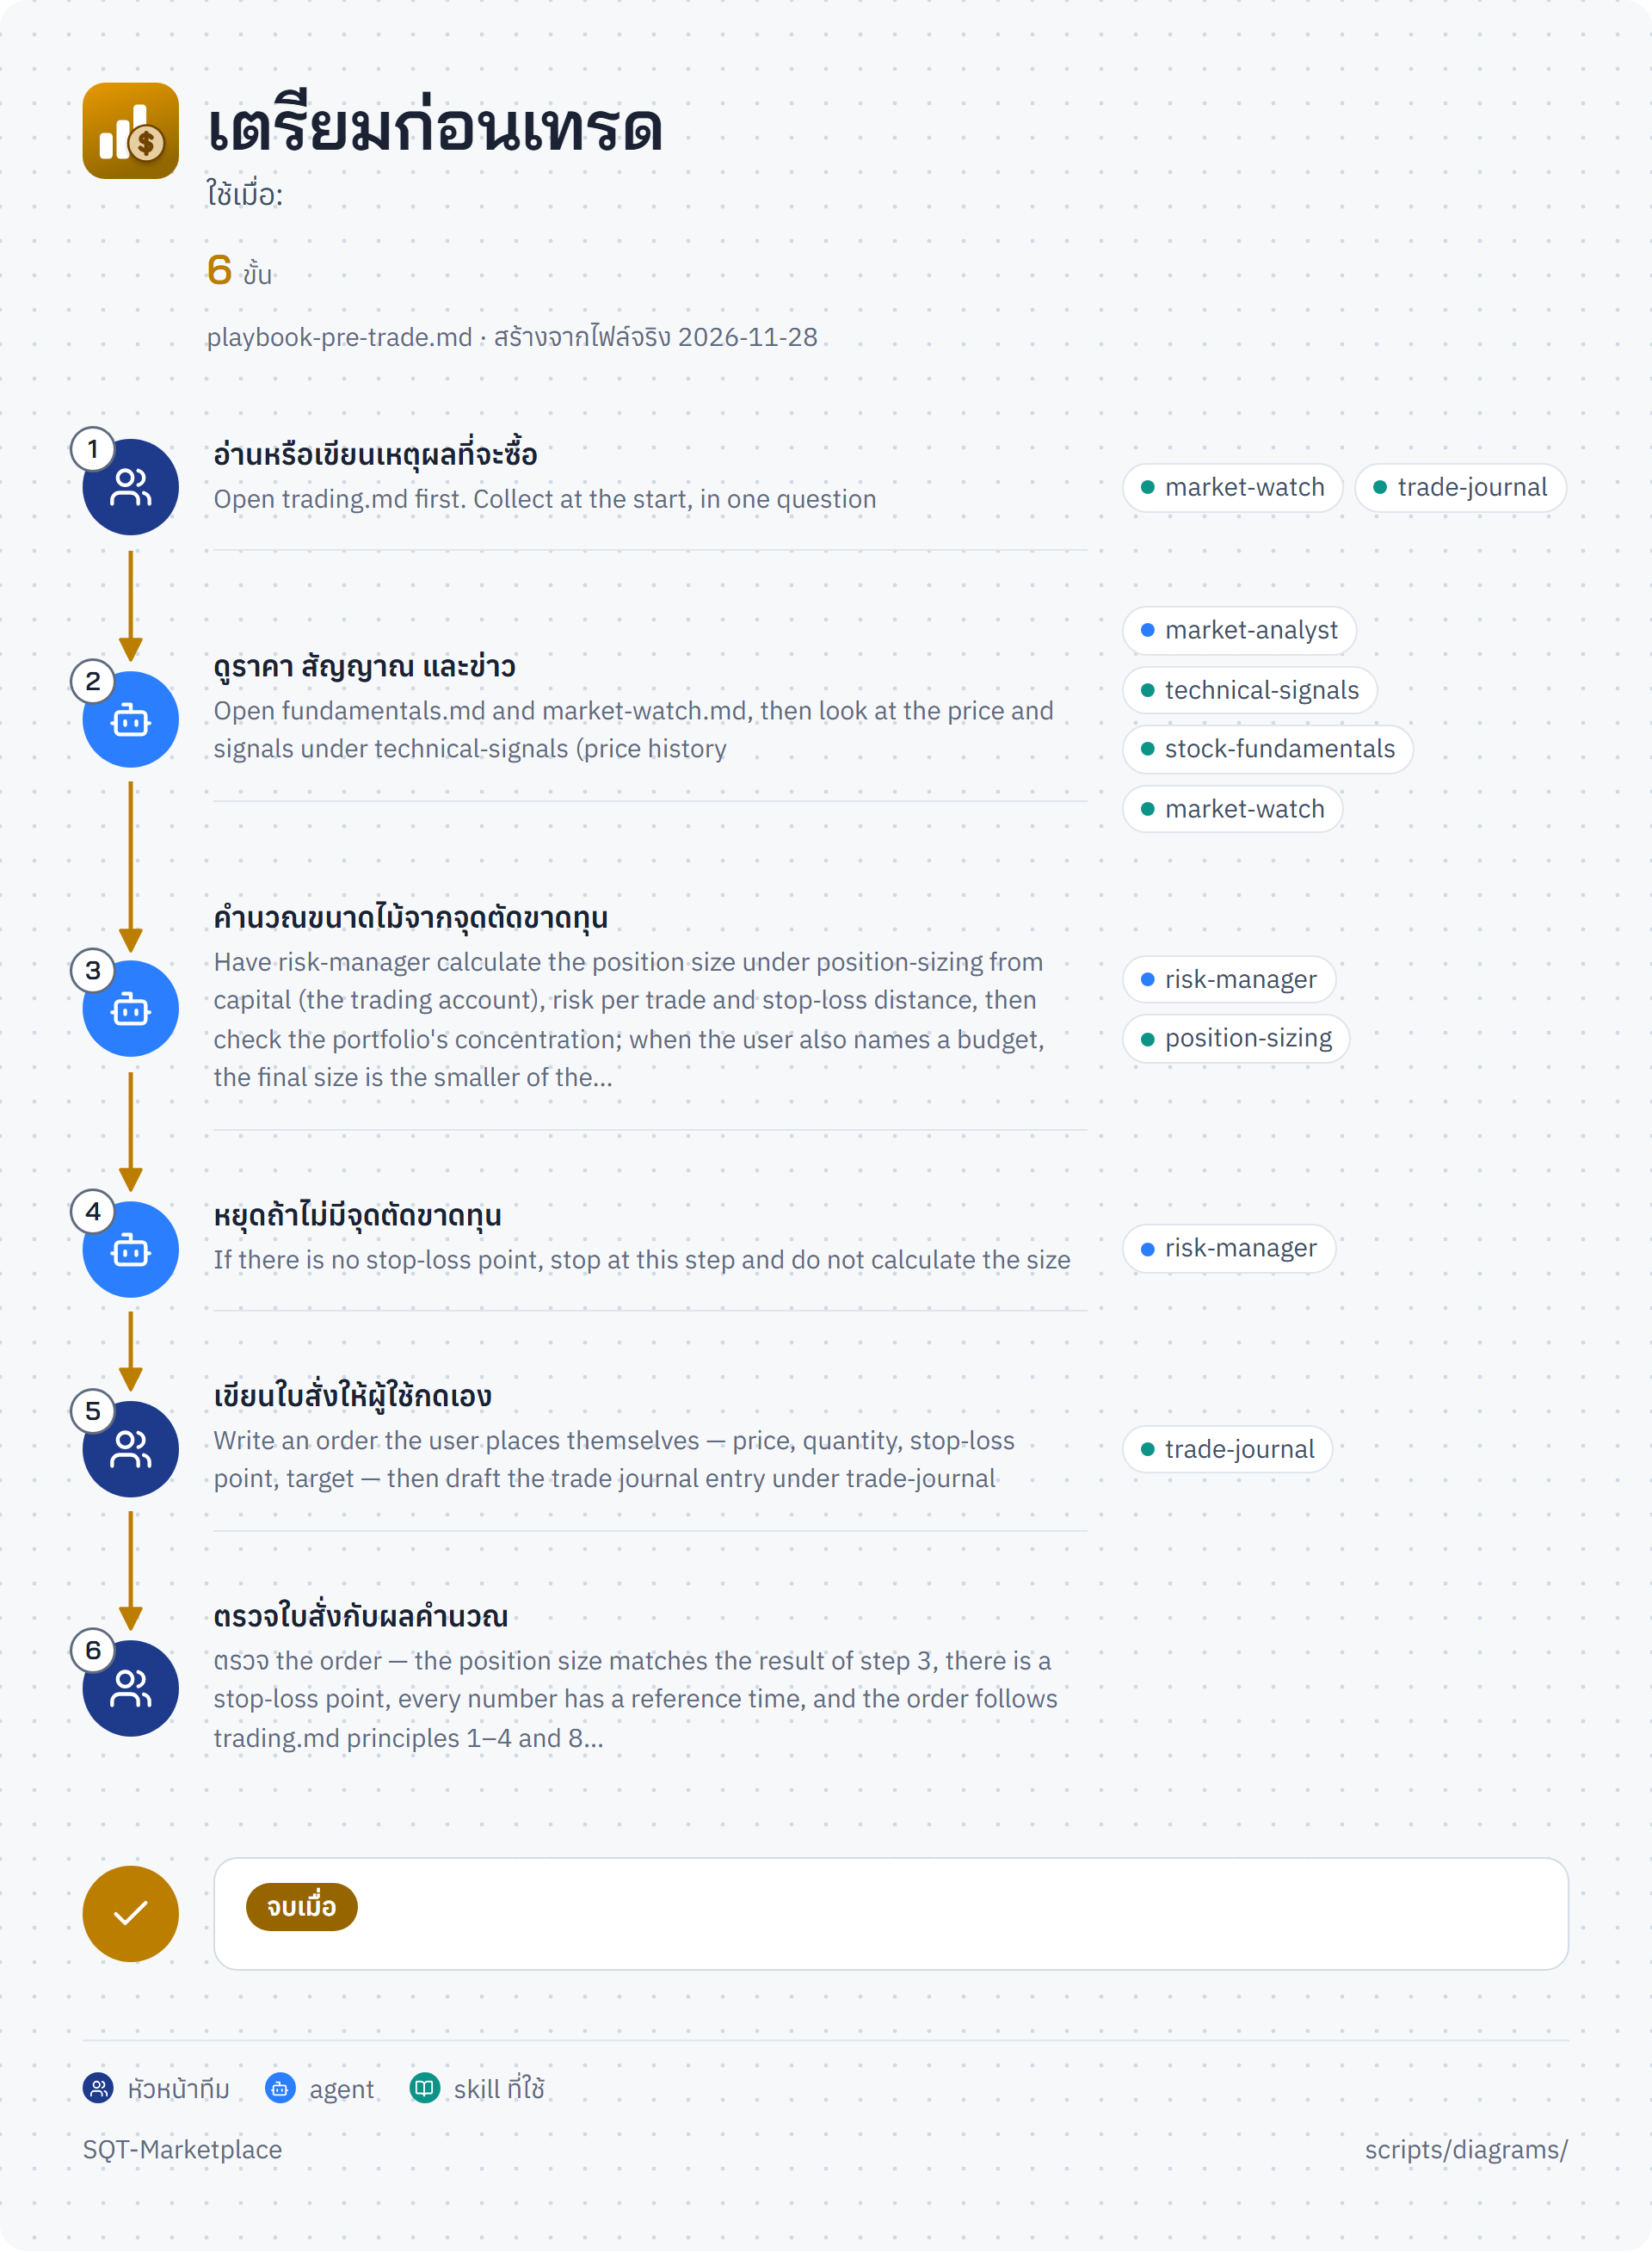 เตรียมก่อนเทรด
ใช้เมื่อ:
6 ขั้น
playbook-pre-trade.md · สร้างจากไฟล์จริง 2026-11-28
1
อ่านหรือเขียนเหตุผลที่จะซื้อ
Open trading.md first. Collect at the start, in one question
market-watch
trade-journal
2
ดูราคา สัญญาณ และข่าว
Open fundamentals.md and market-watch.md, then look at the price and
signals under technical-signals (price history
market-analyst
technical-signals
stock-fundamentals
market-watch
3
คำนวณขนาดไม้จากจุดตัดขาดทุน
Have risk-manager calculate the position size under position-sizing from
capital (the trading account), risk per trade and stop-loss distance, then
check the portfolio's concentration; when the user also names a budget,
the final size is the smaller of the…
risk-manager
position-sizing
4
หยุดถ้าไม่มีจุดตัดขาดทุน
If there is no stop-loss point, stop at this step and do not calculate the size
risk-manager
5
เขียนใบสั่งให้ผู้ใช้กดเอง
Write an order the user places themselves — price, quantity, stop-loss
point, target — then draft the trade journal entry under trade-journal
trade-journal
6
ตรวจใบสั่งกับผลคำนวณ
ตรวจ the order — the position size matches the result of step 3, there is a
stop-loss point, every number has a reference time, and the order follows
trading.md principles 1–4 and 8…
จบเมื่อ
หัวหน้าทีม
agent
skill ที่ใช้
SQT-Marketplace
scripts/diagrams/